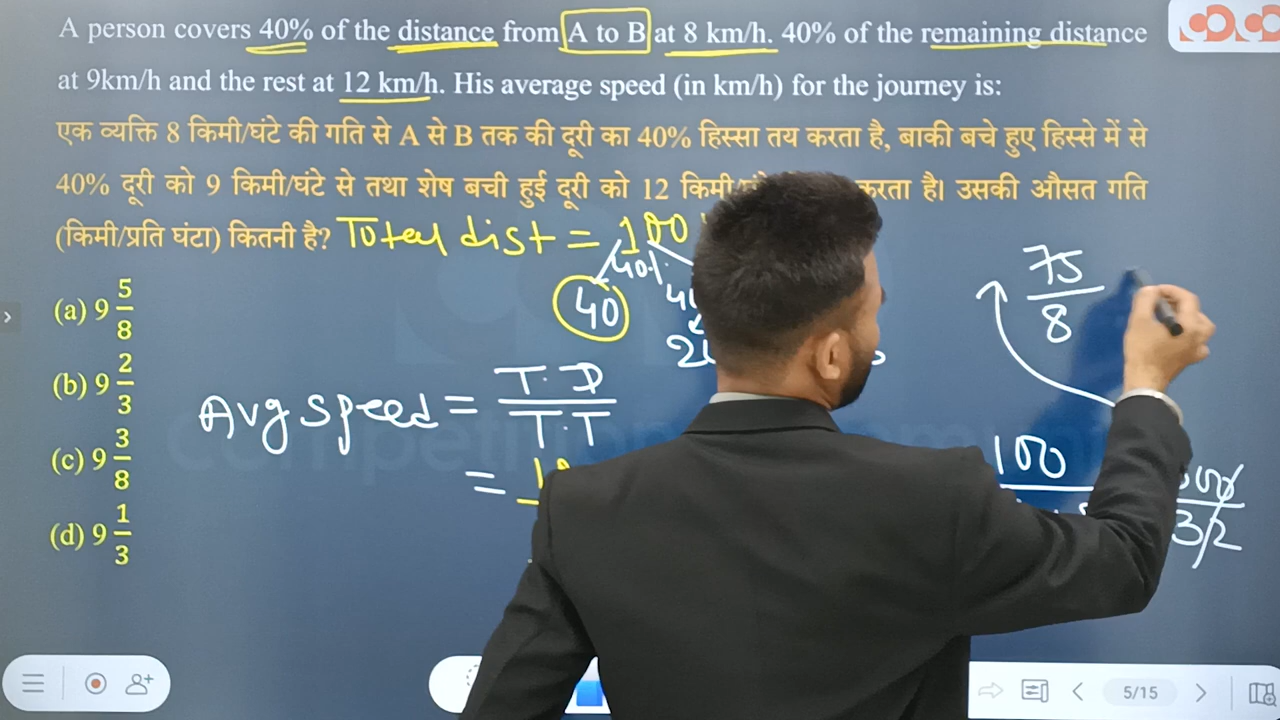 A person covers 40% of the distance from A to B at 8 km/h. 40% of the remaining distance
at 9km/h and the rest at 12 km/h. His average speed (in km/h) for the journey is:
एक व्यक्ति 8 किमी/घंटे की गति से A से B तक की दूरी का 40% हिस्सा तय करता है, बाकी बचे हुए हिस्से में से
40% दूरी को 9 किमी/घंटे से तथा शेष बची हुई दूरी को 12 करता है। उसकी औसत गति
(किमी/प्रति घंटा) कितनी है? Total dist = 100
40%
40
(a) 9 5/8
(b) 9 2/3
(c) 9 3/8
(d) 9 1/3
Avg speed = T.D/T.T
=
75/8
100
5/15